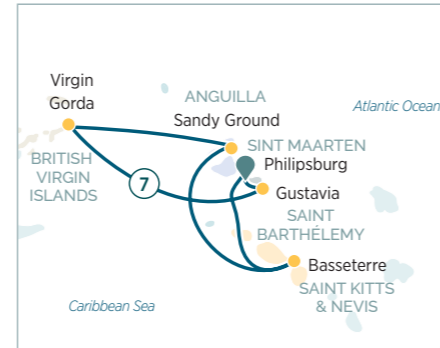 Virgin
Gorda
ANGUILLA
Sandy Ground
Atlantic Ocean
SINT MAARTEN
Philipsburg
BRITISH
VIRGIN
ISLANDS
7
Gustavia
SAINT
BARTHÉLEMY
Basseterre
SAINT KITTS
& NEVIS
Caribbean Sea